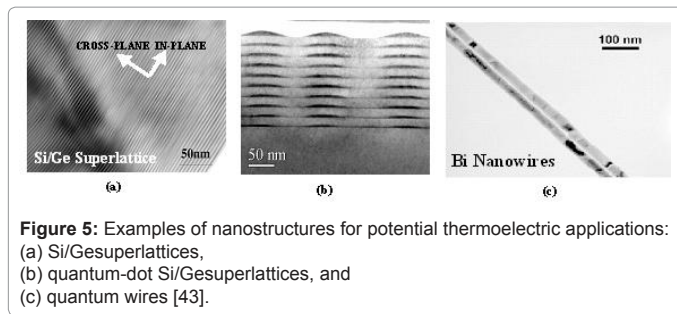 CROSS-PLANE IN-PLANE
Si/Ge Superlattice
50nm
(a)
50 nm
(b)
100 nm
Bi Nanowires
(c)
Figure 5: Examples of nanostructures for potential thermoelectric applications:
(a) Si/Gesuperlattices,
(b) quantum-dot Si/Gesuperlattices, and
(c) quantum wires [43].